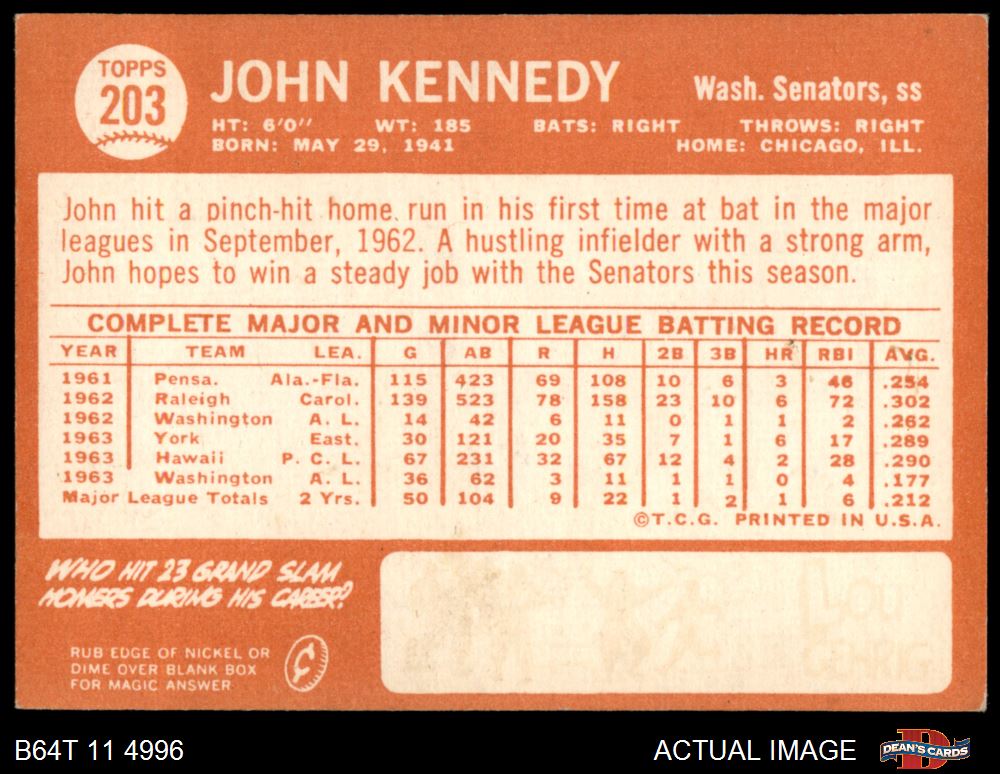 TOPPS
203
JOHN KENNEDY
Wash. Senators, ss
HT: 6'0" WT: 185 BATS: RIGHT THROWS: RIGHT
BORN: MAY 29, 1941 HOME: CHICAGO, ILL.
John hit a pinch-hit home run in his first time at bat in the major
leagues in September, 1962. A hustling infielder with a strong arm,
John hopes to win a steady job with the Senators this season.
COMPLETE MAJOR AND MINOR LEAGUE BATTING RECORD
YEAR TEAM LEA. G AB R H 2B 3B HR RBI AVG.
1961 Pensa. Ala.-Fla. 115 423 69 108 10 6 3 46 .254
1962 Raleigh Carol. 139 523 78 158 23 10 6 72 .302
1962 Washington A. L. 14 42 6 11 0 1 1 2 .262
1963 York East. 30 121 20 35 7 1 6 17 .289
1963 Hawaii P. C. L. 67 231 32 67 12 4 2 28 .290
1963 Washington A. L. 36 62 3 11 1 1 0 4 .177
Major League Totals 2 Yrs. 50 104 9 22 1 2 1 6 .212
©T.C.G. PRINTED IN U.S.A.
WHO HIT 23 GRAND SLAM
HOMERS DURING HIS CAREER?
RUB EDGE OF NICKEL OR
DIME OVER BLANK BOX
FOR MAGIC ANSWER
LOU
GEHRIG
B64T 11 4996
ACTUAL IMAGE
DEAN'S CARDS